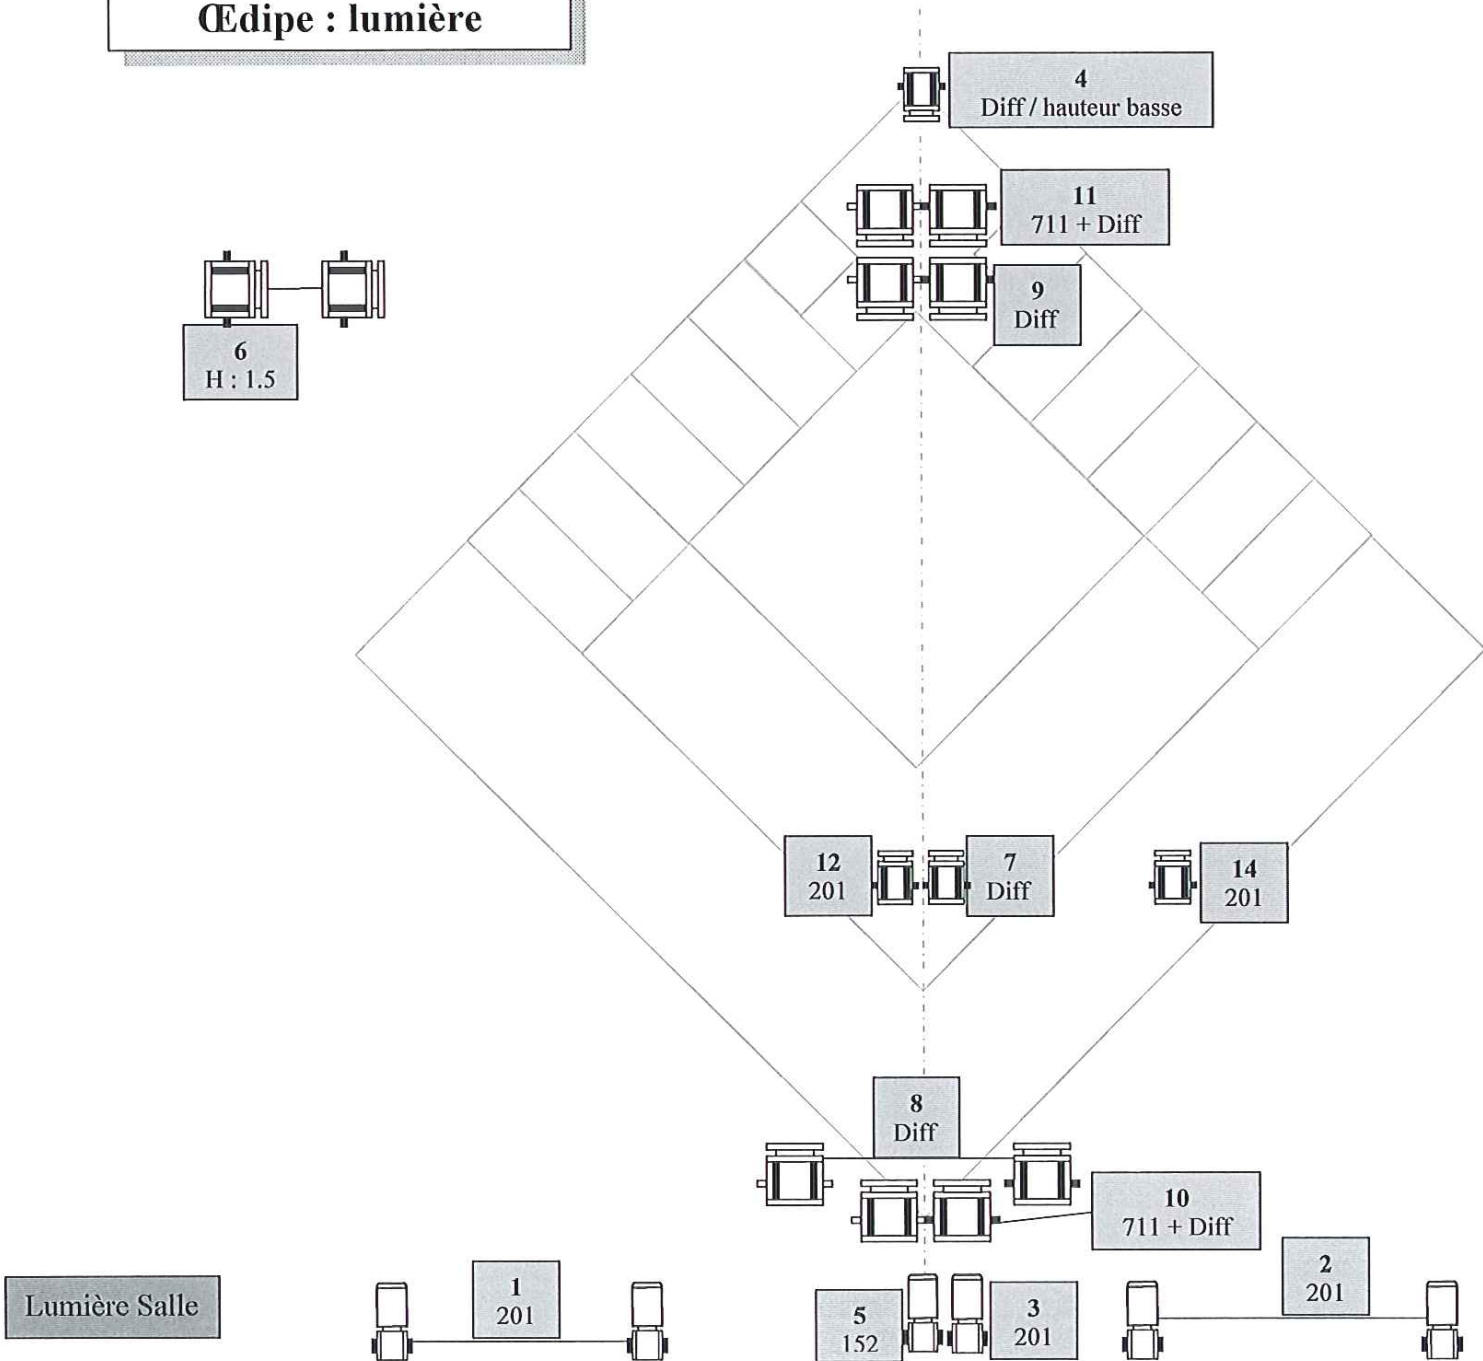 Œdipe : lumière
4
Diff / hauteur basse
11
711 + Diff
9
Diff
6
H : 1.5
12
201
7
Diff
14
201
8
Diff
10
711 + Diff
Lumière Salle
1
201
5
152
3
201
2
201